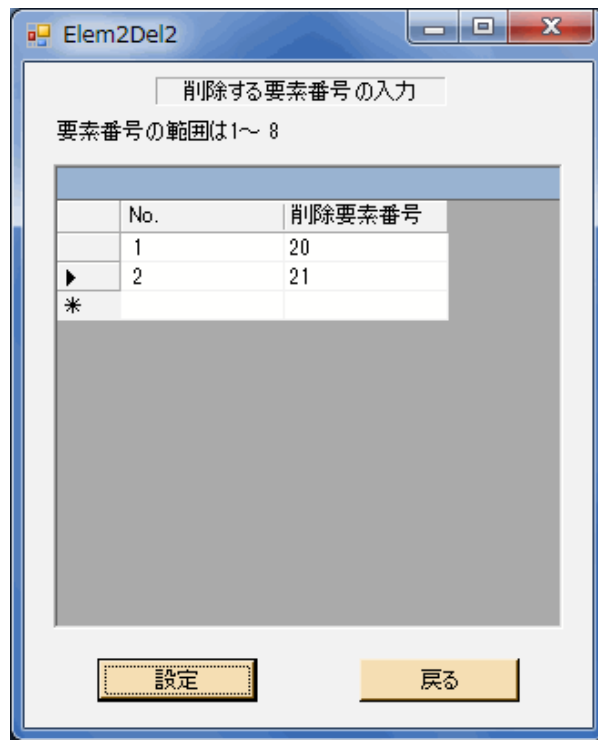 Elem2Del2
削除する要素番号の入力
要素番号の範囲は1～ 8
No. 削除要素番号
1 20
2 21
設定 戻る